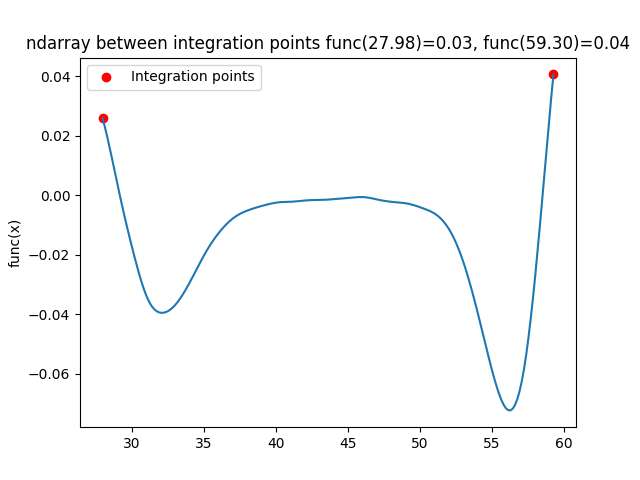 ndarray between integration points func(27.98)=0.03, func(59.30)=0.04
Integration points
func(x)
0.04
0.02
0.00
−0.02
−0.04
−0.06
30 35 40 45 50 55 60